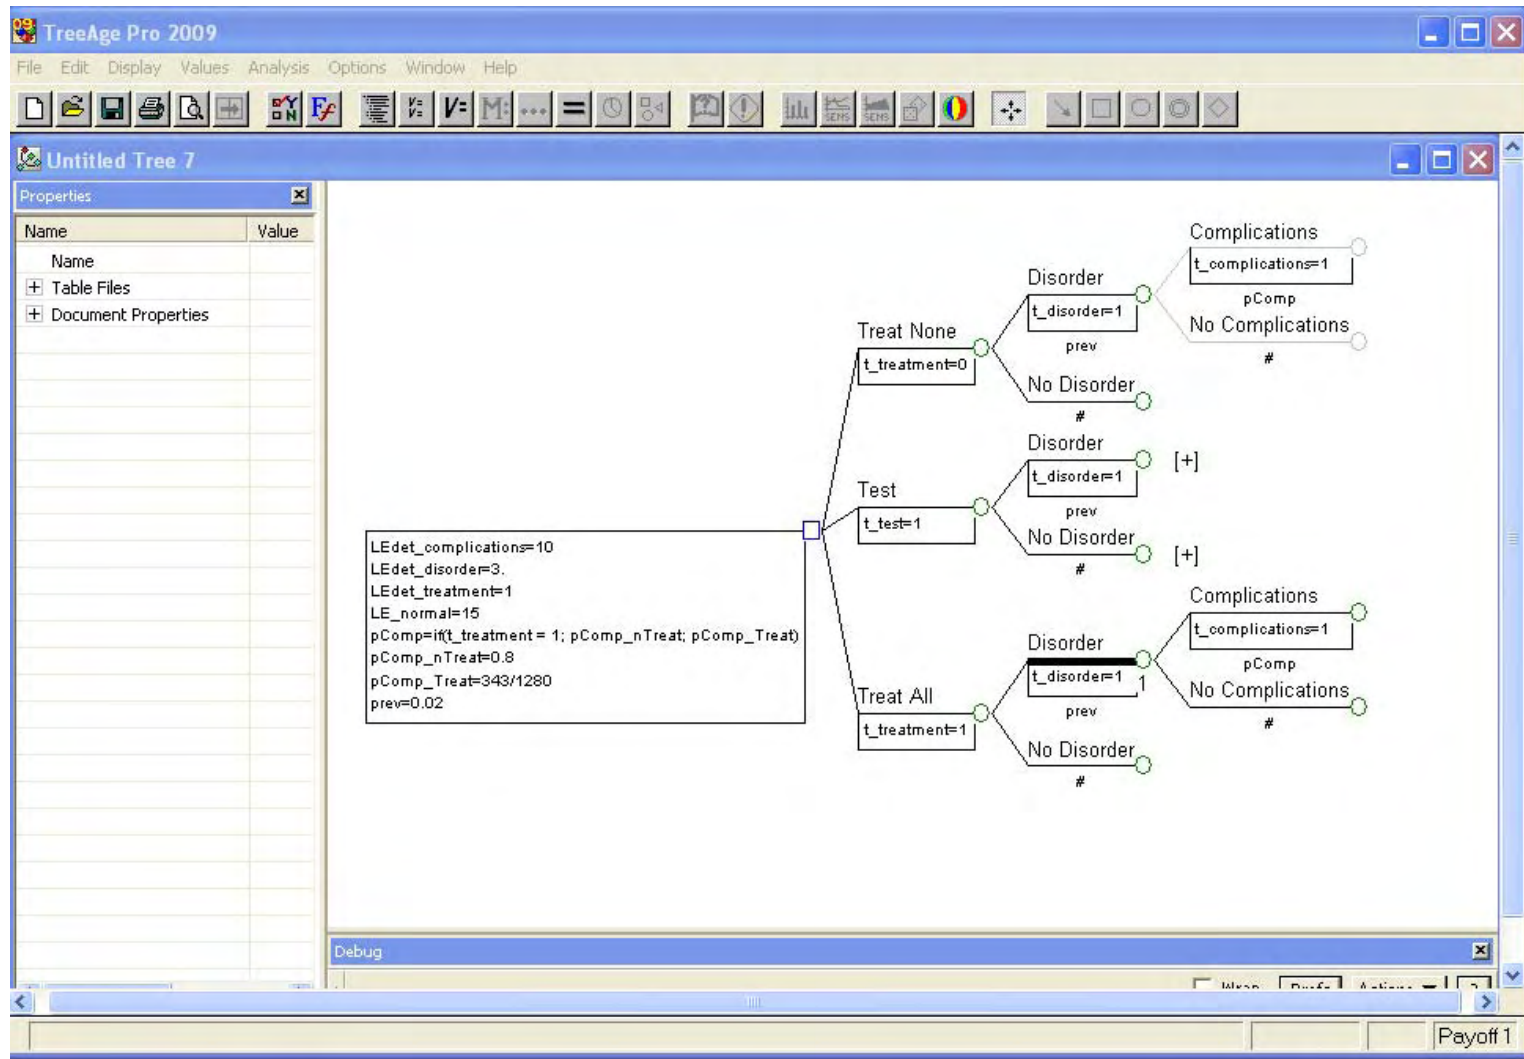 TreeAge Pro 2009
File Edit Display Values Analysis Options Window Help
Untitled Tree 7
Properties
Name Value
Name
Table Files
Document Properties
Complications
t_complications=1
pComp
No Complications
#
Disorder
t_disorder=1
prev
Treat None
t_treatment=0
No Disorder
#
Disorder
[+]
t_disorder=1
prev
Test
t_test=1
No Disorder
[+]
#
LEdet_complications=10
LEdet_disorder=3.
LEdet_treatment=1
LE_normal=15
pComp=if(t_treatment = 1; pComp_nTreat; pComp_Treat)
pComp_nTreat=0.8
pComp_Treat=343/1280
prev=0.02
Complications
t_complications=1
pComp
No Complications
#
Disorder
t_disorder=1
1
prev
Treat All
t_treatment=1
No Disorder
#
Debug
Wrap Prefs Actions ?
Payoff 1